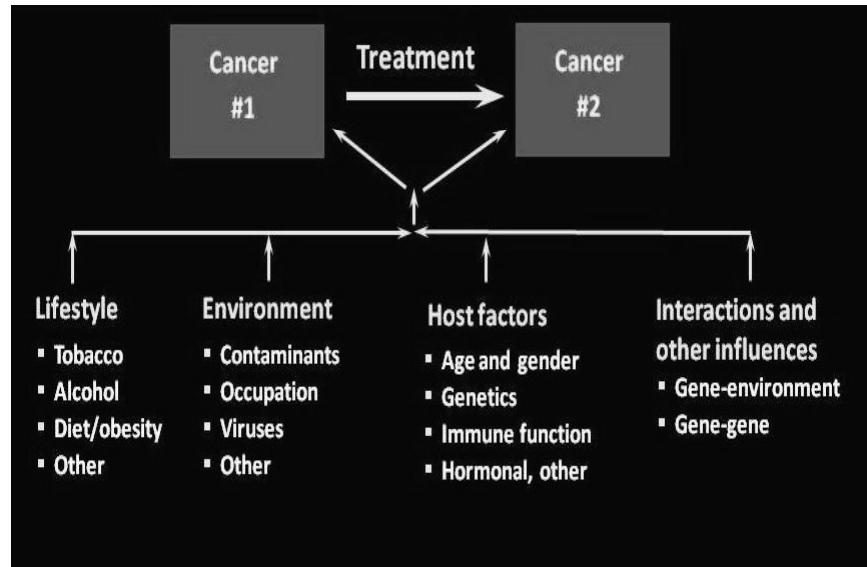 Cancer
#1
Treatment
Cancer
#2
Lifestyle
▪ Tobacco
▪ Alcohol
▪ Diet/obesity
▪ Other
Environment
▪ Contaminants
▪ Occupation
▪ Viruses
▪ Other
Host factors
▪ Age and gender
▪ Genetics
▪ Immune function
▪ Hormonal, other
Interactions and
other influences
▪ Gene-environment
▪ Gene-gene